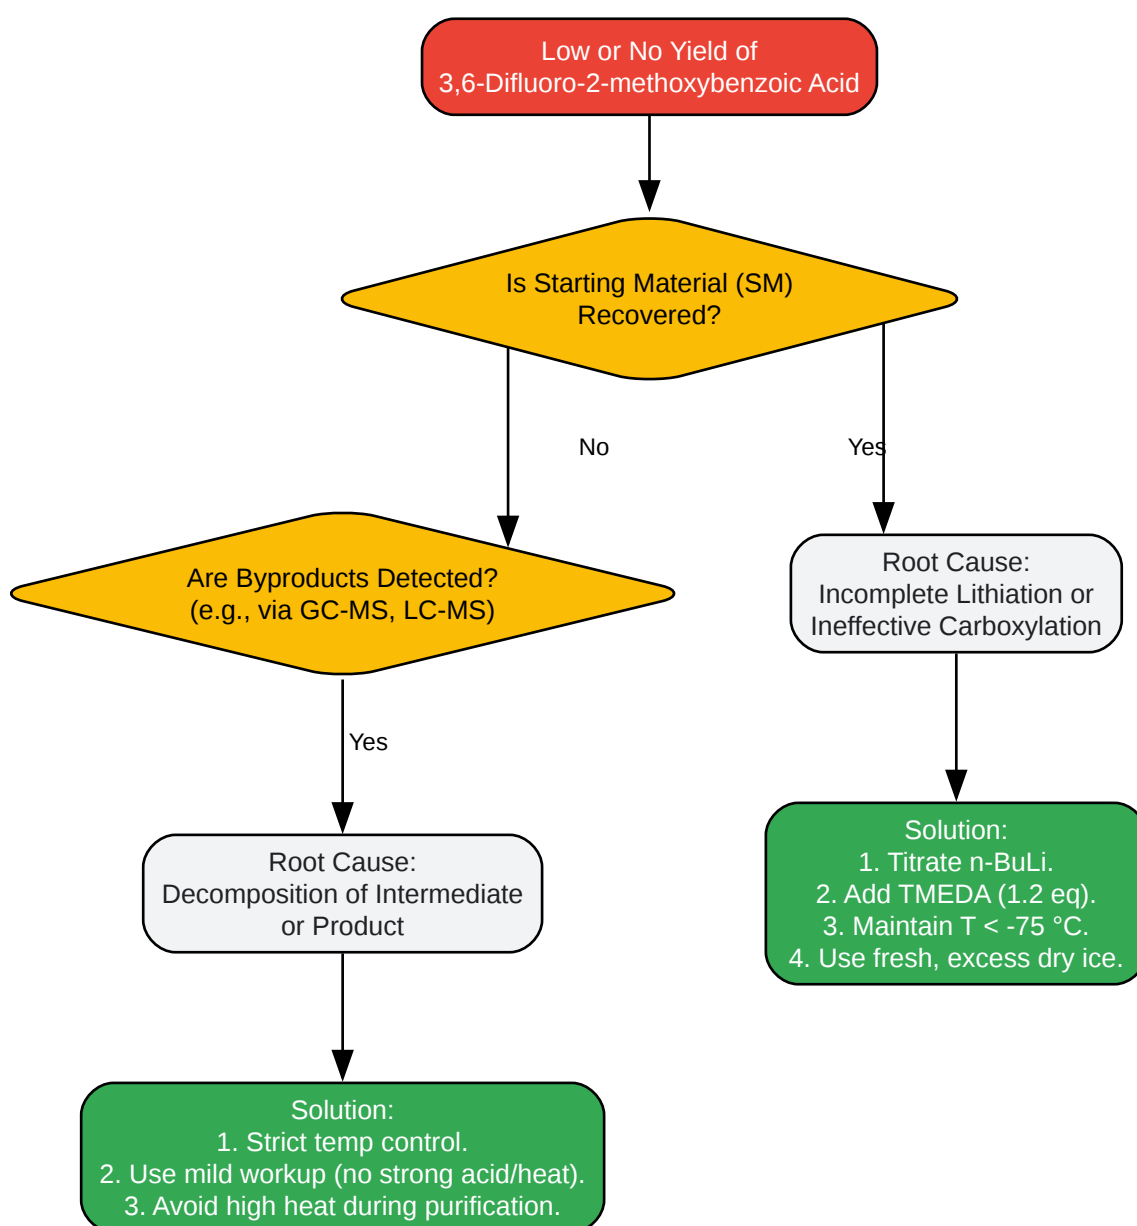 Low or No Yield of
3,6-Difluoro-2-methoxybenzoic Acid
Is Starting Material (SM)
Recovered?
No
Yes
Are Byproducts Detected?
(e.g., via GC-MS, LC-MS)
Root Cause:
Incomplete Lithiation or
Ineffective Carboxylation
Yes
Root Cause:
Decomposition of Intermediate
or Product
Solution:
1. Titrate n-BuLi.
2. Add TMEDA (1.2 eq).
3. Maintain T < -75 °C.
4. Use fresh, excess dry ice.
Solution:
1. Strict temp control.
2. Use mild workup (no strong acid/heat).
3. Avoid high heat during purification.